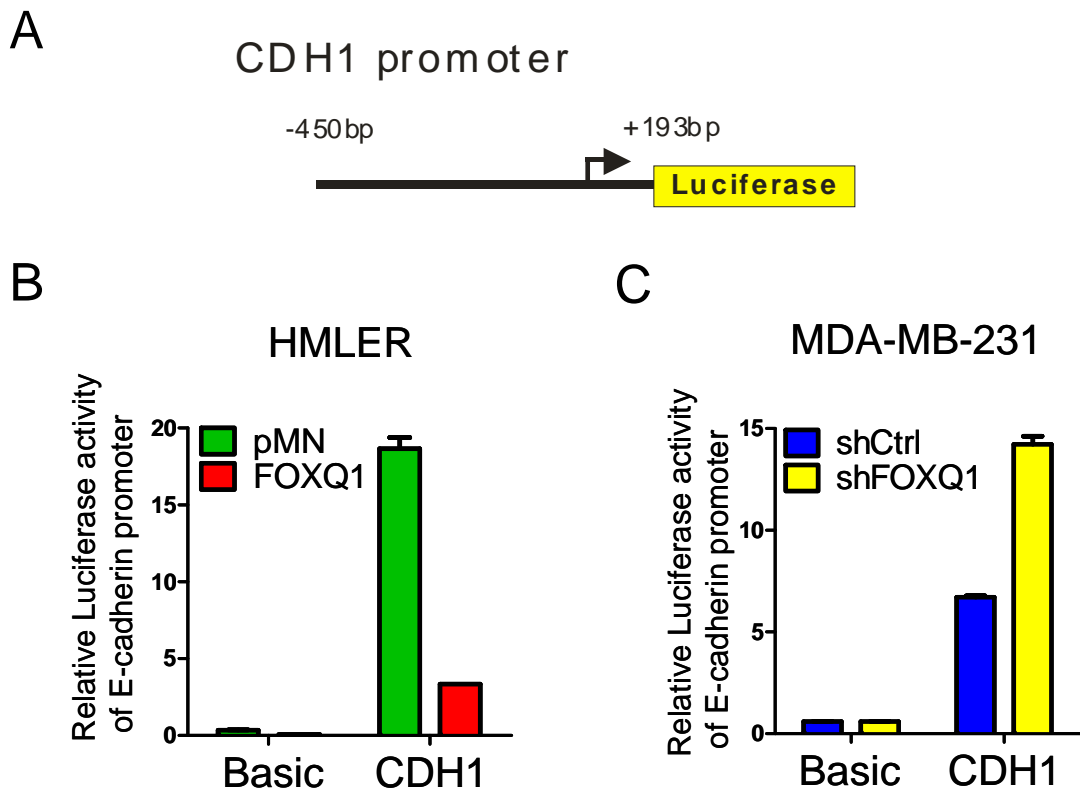 A
CDH1 promoter
-450bp
+193bp
Luciferase
B
HMLER
Relative Luciferase activity
of E-cadherin promoter
20
15
10
5
0
pMN
FOXQ1
Basic
CDH1
C
MDA-MB-231
Relative Luciferase activity
of E-cadherin promoter
15
10
5
0
shCtrl
shFOXQ1
Basic
CDH1